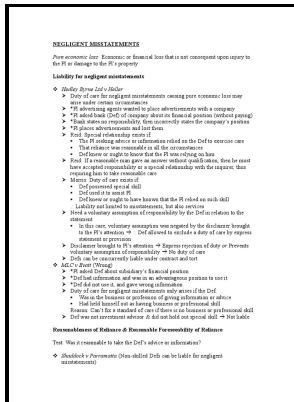 NEGLIGENT MISSTATEMENTS
Pure economic loss: Economic or financial loss that is not consequent upon injury to
the Pl or damage to the Pl's property
Liability for negligent misstatements
❖ Hedley Byrne Ltd v Heller
➤ Duty of care for negligent misstatements causing pure economic loss may
arise under certain circumstances
➤ *Pl advertising agents wanted to place advertisements with a company
➤ *Pl asked bank (Def) of company about its financial position (without paying)
➤ *Bank states no responsibility, then incorrectly states the company's position
➤ *Pl places advertisements and lost them
➤ Reid: Special relationship exists if
• The Pl seeking advice or information relied on the Def to exercise care
• That reliance was reasonable in all the circumstances
• Def knew or ought to know that the Pl was relying on him
➤ Reid: If a reasonable man gave an answer without qualification, then he must
have accepted responsibility or a special relationship with the inquirer, thus
requiring him to take reasonable care
➤ Morris: Duty of care exists if
• Def possessed special skill
• Def used it to assist Pl
• Def knew or ought to have known that the Pl relied on such skill
Liability not limited to misstatements, but also services
➤ Need a voluntary assumption of responsibility by the Def in relation to the
statement
• In this case, voluntary assumption was negated by the disclaimer brought
to the Pl's attention → Def allowed to exclude a duty of care by express
statement or provision
➤ Disclaimer brought to Pl's attention → Express rejection of duty or Prevents
voluntary assumption of responsibility → No duty of care
➤ Defs can be concurrently liable under contract and tort
❖ MLC v Evatt (Wrong)
➤ *Pl asked Def about subsidiary's financial position
➤ *Def had information and was in an advantageous position to use it
➤ *Def did not use it, and gave wrong information
➤ Duty of care for negligent misstatements only arises if the Def:
• Was in the business or profession of giving information or advice
• Had held himself out as having business or professional skill
Reason: Can't fix a standard of care if there is no business or professional skill
➤ Def was not investment advisor & did not hold out special skill → Not liable
Reasonableness of Reliance & Reasonable Foreseeability of Reliance
Test: Was it reasonable to take the Def's advice or information?
❖ Shaddock v Parramatta (Non-skilled Defs can be liable for negligent
misstatements)